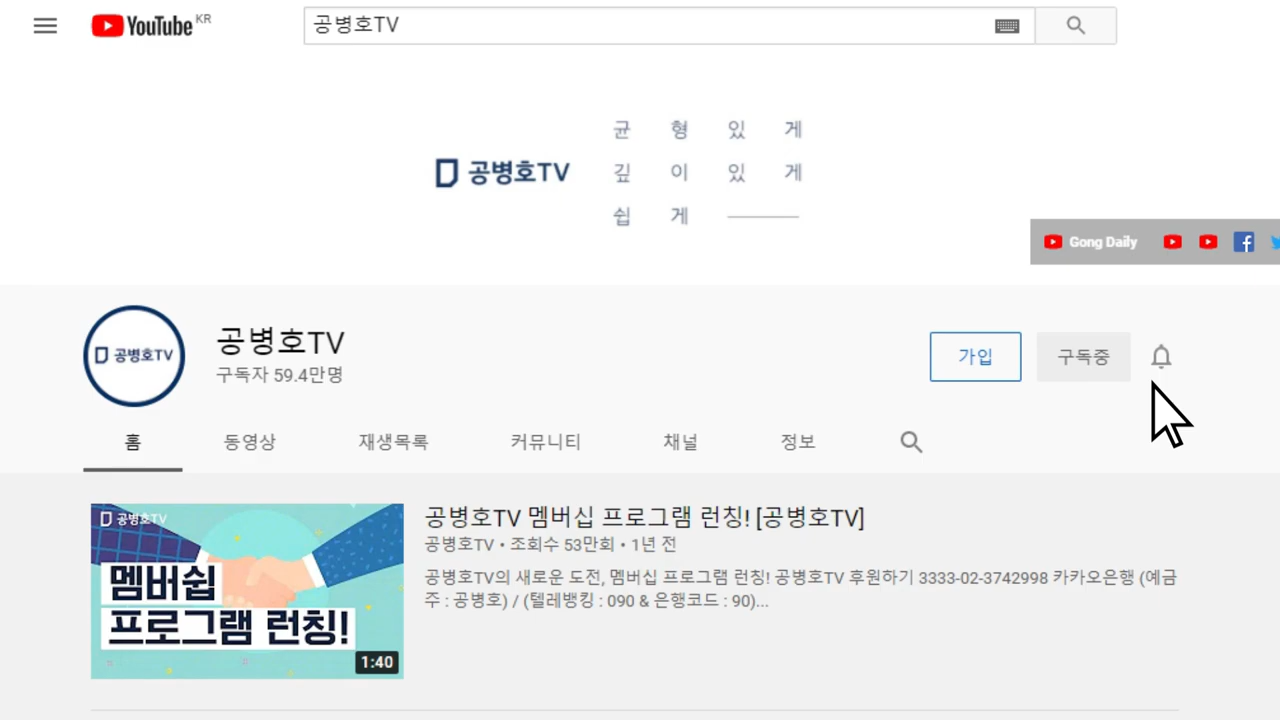 YouTube KR
공병호TV
균 형 있 게
공병호TV
깊 이 있 게
쉽 게
Gong Daily
공병호TV
공병호TV
구독자 59.4만명
가입
구독중
홈
동영상
재생목록
커뮤니티
채널
정보
공병호TV
멤버쉽
프로그램 런칭!
1:40
공병호TV 멤버십 프로그램 런칭! [공병호TV]
공병호TV • 조회수 53만회 • 1년 전
공병호TV의 새로운 도전, 멤버십 프로그램 런칭! 공병호TV 후원하기 3333-02-3742998 카카오은행 (예금
주 : 공병호) / (텔레뱅킹 : 090 & 은행코드 : 90)...